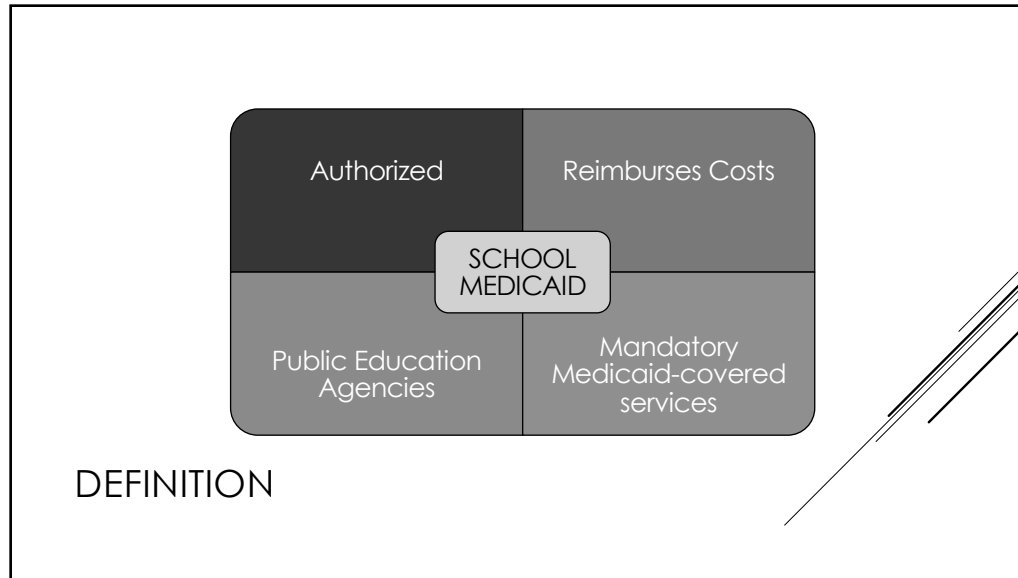 Authorized
Reimburses Costs
SCHOOL
MEDICAID
Public Education
Agencies
Mandatory
Medicaid-covered
services
DEFINITION